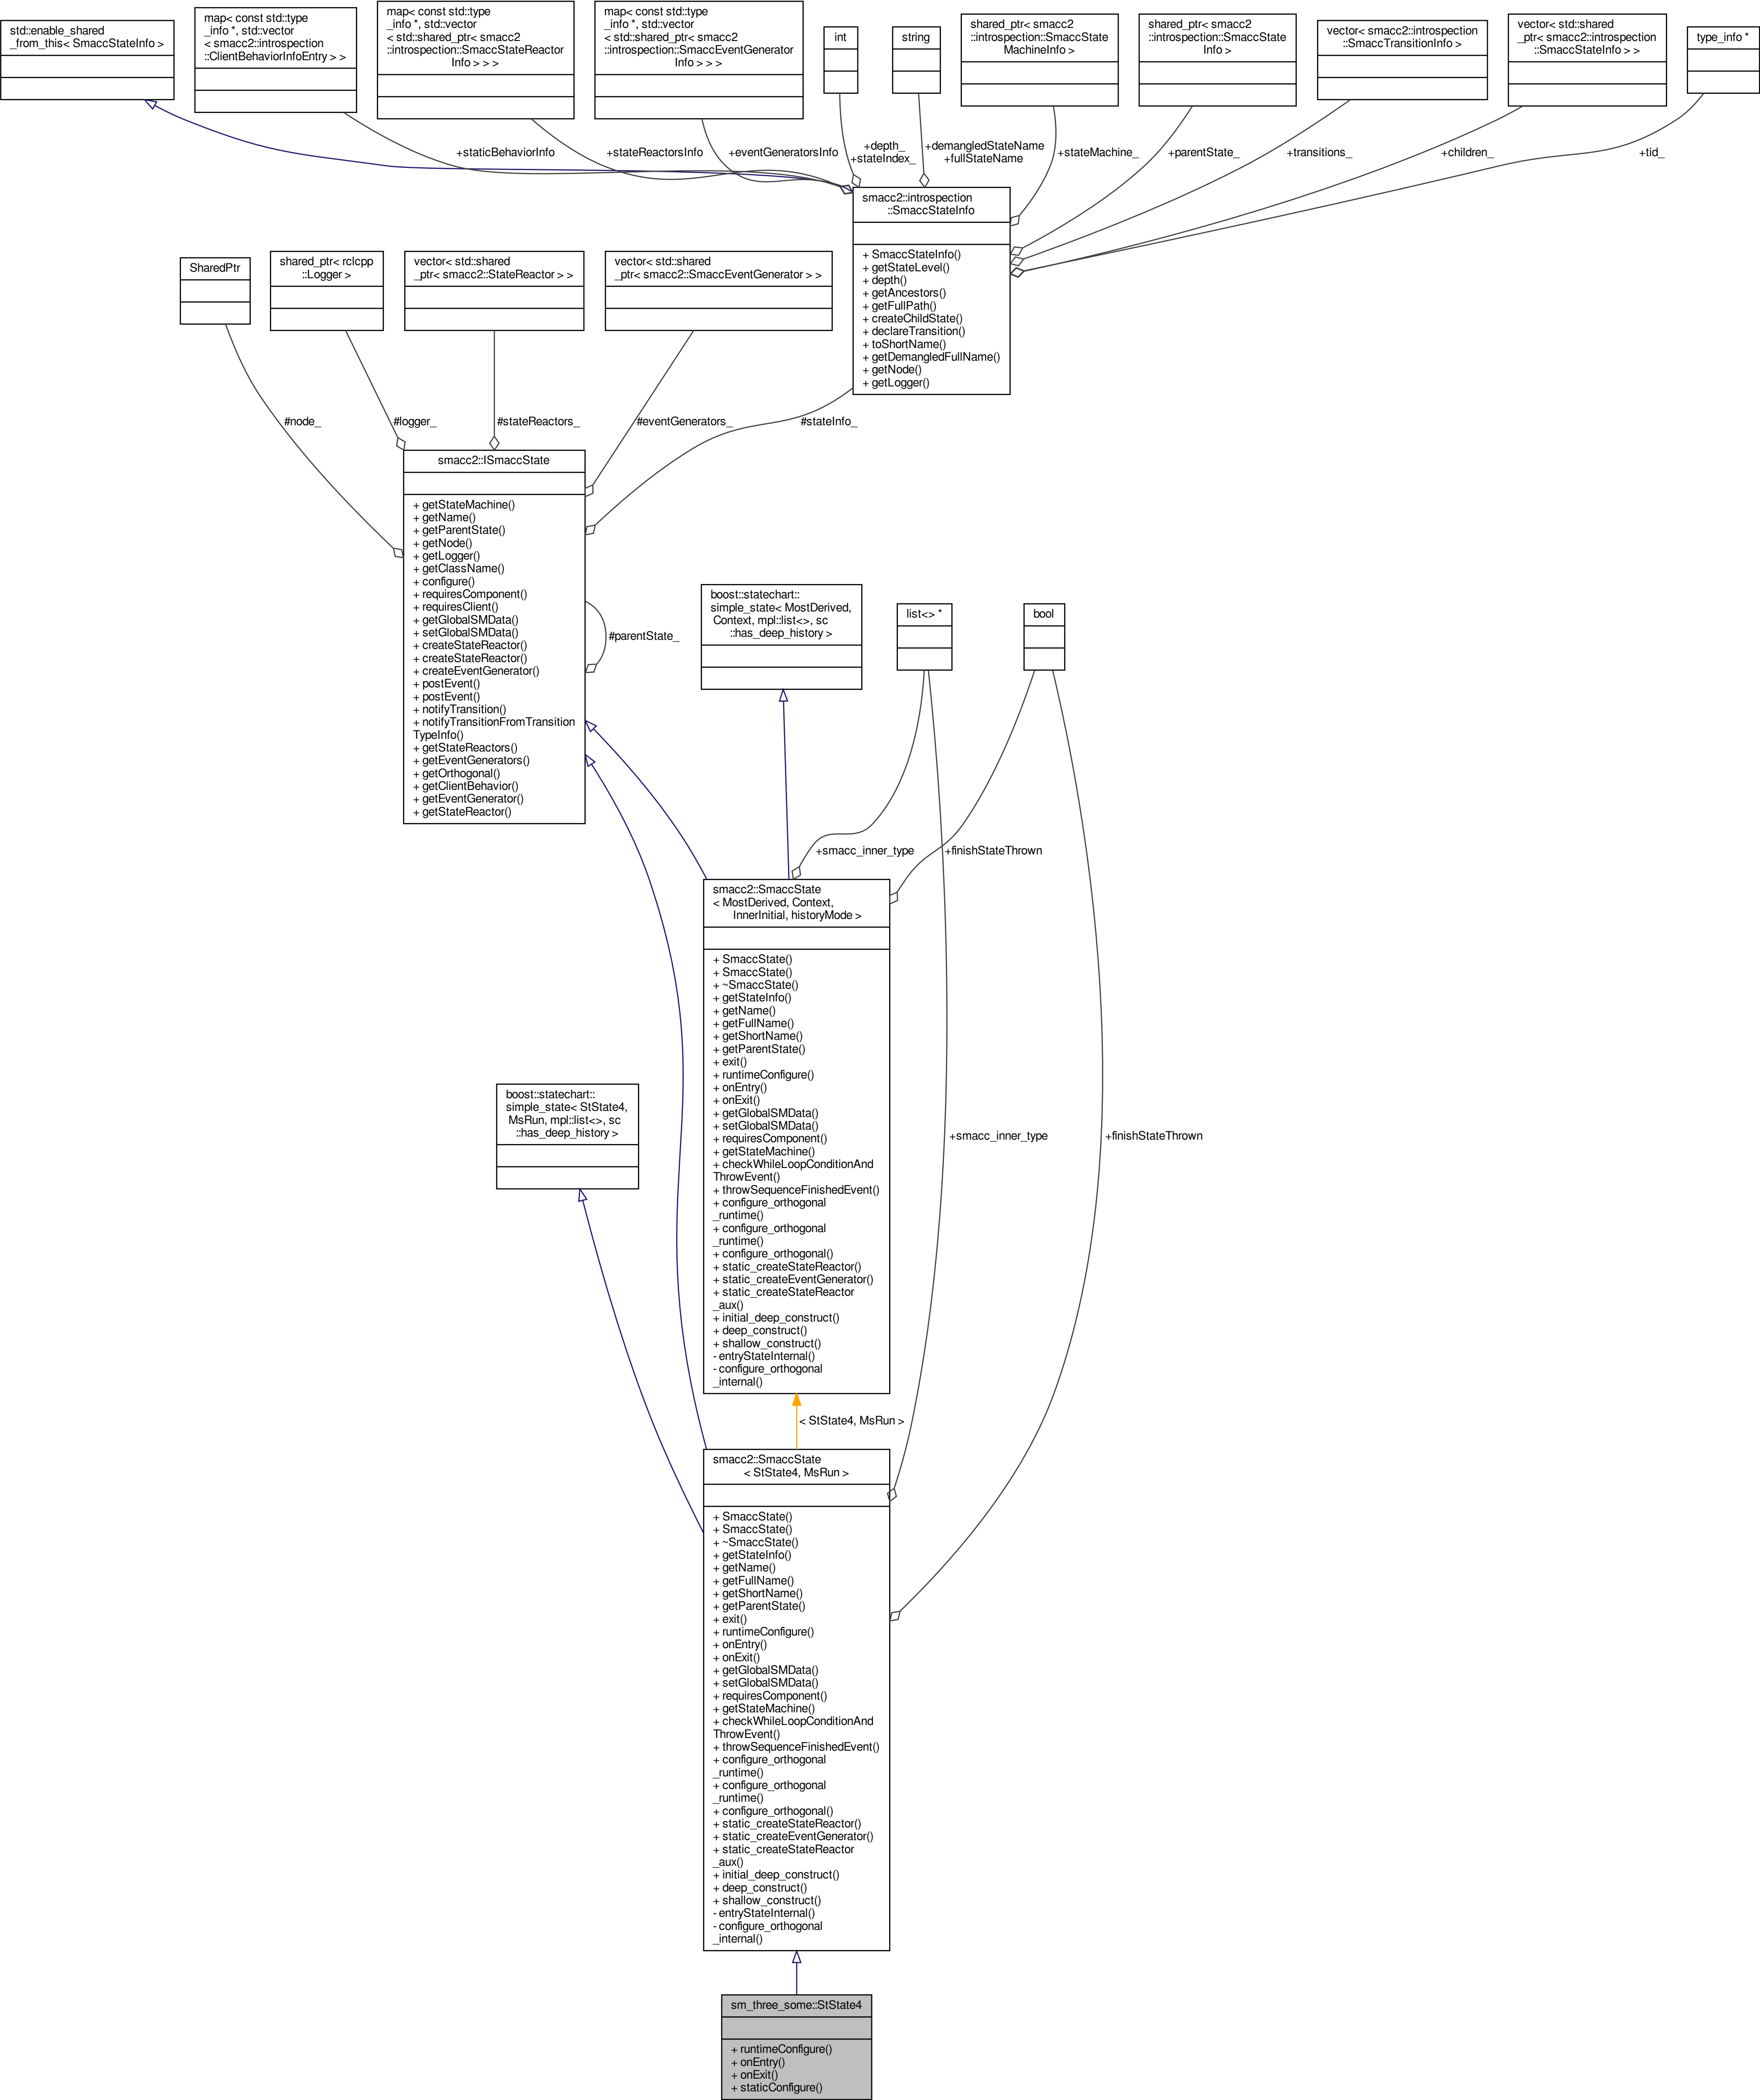 std::enable_shared
_from_this< SmaccStateInfo >
map< const std::type
_info *, std::vector
< smacc2::introspection
::ClientBehaviorInfoEntry > >
map< const std::type
_info *, std::vector
< std::shared_ptr< smacc2
::introspection::SmaccStateReactor
Info > > >
map< const std::type
_info *, std::vector
< std::shared_ptr< smacc2
::introspection::SmaccEventGenerator
Info > > >
int
string
shared_ptr< smacc2
::introspection::SmaccState
MachineInfo >
shared_ptr< smacc2
::introspection::SmaccState
Info >
vector< smacc2::introspection
::SmaccTransitionInfo >
vector< std::shared
_ptr< smacc2::introspection
::SmaccStateInfo > >
type_info *
+staticBehaviorInfo
+stateReactorsInfo
+eventGeneratorsInfo
+depth_
+stateIndex_
+demangledStateName
+fullStateName
+stateMachine_
+parentState_
+transitions_
+children_
+tid_
smacc2::introspection
::SmaccStateInfo
+ SmaccStateInfo()
+ getStateLevel()
+ depth()
+ getAncestors()
+ getFullPath()
+ createChildState()
+ declareTransition()
+ toShortName()
+ getDemangledFullName()
+ getNode()
+ getLogger()
SharedPtr
shared_ptr< rclcpp
::Logger >
vector< std::shared
_ptr< smacc2::StateReactor > >
vector< std::shared
_ptr< smacc2::SmaccEventGenerator > >
#node_
#logger_
#stateReactors_
#eventGenerators_
#stateInfo_
smacc2::ISmaccState
+ getStateMachine()
+ getName()
+ getParentState()
+ getNode()
+ getLogger()
+ getClassName()
+ configure()
+ requiresComponent()
+ requiresClient()
+ getGlobalSMData()
+ setGlobalSMData()
+ createStateReactor()
+ createStateReactor()
+ createEventGenerator()
+ postEvent()
+ postEvent()
+ notifyTransition()
+ notifyTransitionFromTransition
TypeInfo()
+ getStateReactors()
+ getEventGenerators()
+ getOrthogonal()
+ getClientBehavior()
+ getEventGenerator()
+ getStateReactor()
#parentState_
boost::statechart::
simple_state< MostDerived,
Context, mpl::list<>, sc
::has_deep_history >
list<> *
bool
+smacc_inner_type
+finishStateThrown
smacc2::SmaccState
< MostDerived, Context,
InnerInitial, historyMode >
+ SmaccState()
+ SmaccState()
+ ~SmaccState()
+ getStateInfo()
+ getName()
+ getFullName()
+ getShortName()
+ getParentState()
+ exit()
+ runtimeConfigure()
+ onEntry()
+ onExit()
+ getGlobalSMData()
+ setGlobalSMData()
+ requiresComponent()
+ getStateMachine()
+ checkWhileLoopConditionAnd
ThrowEvent()
+ throwSequenceFinishedEvent()
+ configure_orthogonal
_runtime()
+ configure_orthogonal
_runtime()
+ configure_orthogonal()
+ static_createStateReactor()
+ static_createEventGenerator()
+ static_createStateReactor
_aux()
+ initial_deep_construct()
+ deep_construct()
+ shallow_construct()
- entryStateInternal()
- configure_orthogonal
_internal()
boost::statechart::
simple_state< StState4,
MsRun, mpl::list<>, sc
::has_deep_history >
+smacc_inner_type
+finishStateThrown
< StState4, MsRun >
smacc2::SmaccState
< StState4, MsRun >
+ SmaccState()
+ SmaccState()
+ ~SmaccState()
+ getStateInfo()
+ getName()
+ getFullName()
+ getShortName()
+ getParentState()
+ exit()
+ runtimeConfigure()
+ onEntry()
+ onExit()
+ getGlobalSMData()
+ setGlobalSMData()
+ requiresComponent()
+ getStateMachine()
+ checkWhileLoopConditionAnd
ThrowEvent()
+ throwSequenceFinishedEvent()
+ configure_orthogonal
_runtime()
+ configure_orthogonal
_runtime()
+ configure_orthogonal()
+ static_createStateReactor()
+ static_createEventGenerator()
+ static_createStateReactor
_aux()
+ initial_deep_construct()
+ deep_construct()
+ shallow_construct()
- entryStateInternal()
- configure_orthogonal
_internal()
sm_three_some::StState4
+ runtimeConfigure()
+ onEntry()
+ onExit()
+ staticConfigure()